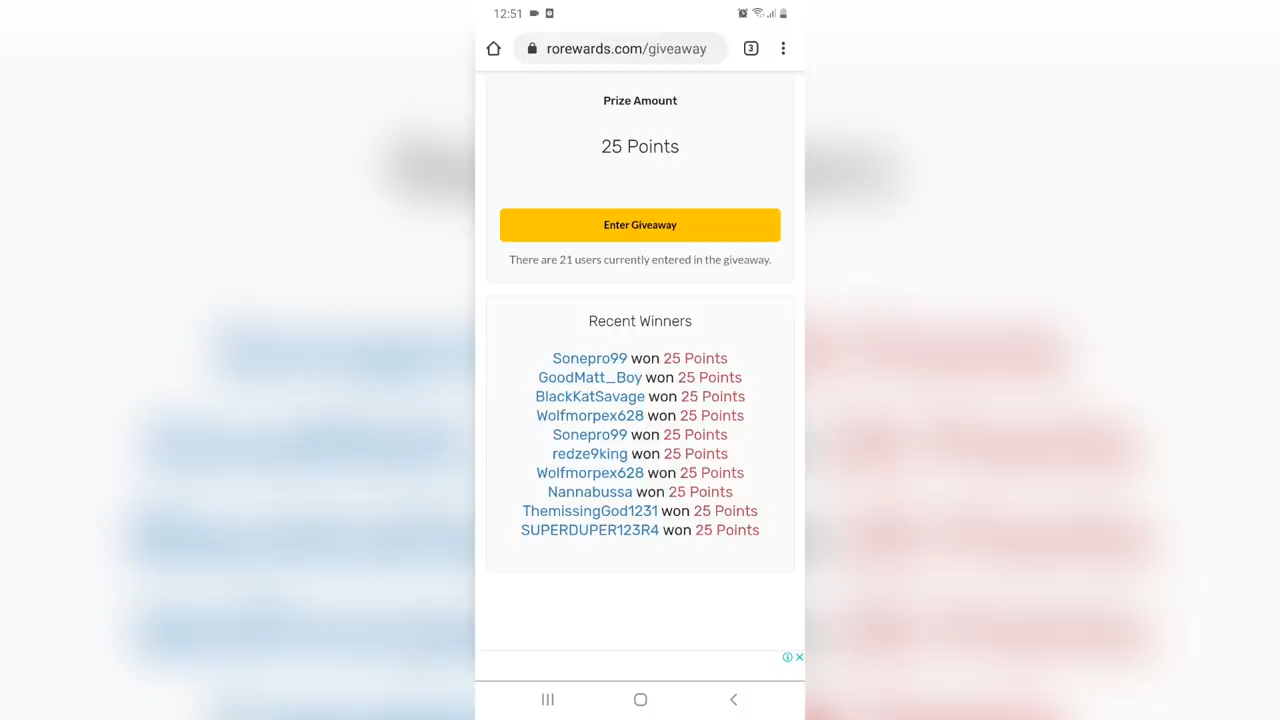 12:51
rorewards.com/giveaway
3
Prize Amount
25 Points
Enter Giveaway
There are 21 users currently entered in the giveaway.
Recent Winners
Sonepro99 won 25 Points
GoodMatt_Boy won 25 Points
BlackKatSavage won 25 Points
Wolfmorpex628 won 25 Points
Sonepro99 won 25 Points
redze9king won 25 Points
Wolfmorpex628 won 25 Points
Nannabussa won 25 Points
ThemissingGod1231 won 25 Points
SUPERDUPER123R4 won 25 Points